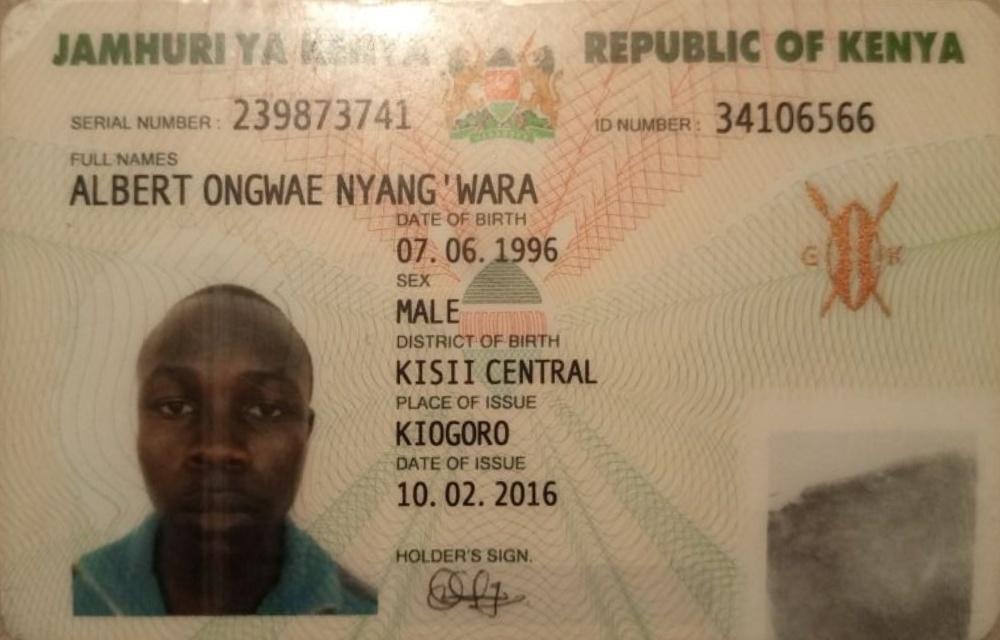 JAMHURI YA KENYA
REPUBLIC OF KENYA
SERIAL NUMBER : 239873741
ID NUMBER : 34106566
FULL NAMES
ALBERT ONGWAE NYANG'WARA
DATE OF BIRTH
07.06.1996
SEX
MALE
DISTRICT OF BIRTH
KISII CENTRAL
PLACE OF ISSUE
KIOGORO
DATE OF ISSUE
10.02.2016
HOLDER'S SIGN.
G K